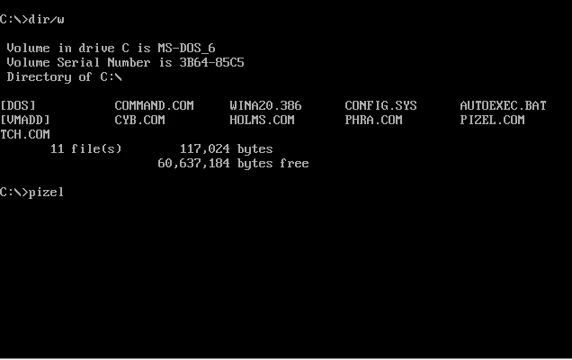 C:\>dir/w
Volume in drive C is MS-DOS_6
Volume Serial Number is 3B64-85C5
Directory of C:\
[DOS] COMMAND.COM WINA20.386 CONFIG.SYS AUTOEXEC.BAT
[VMADD] CYB.COM HOLMS.COM PHRA.COM PIZEL.COM
TCH.COM
11 file(s) 117,024 bytes
60,637,184 bytes free
C:\>pizel